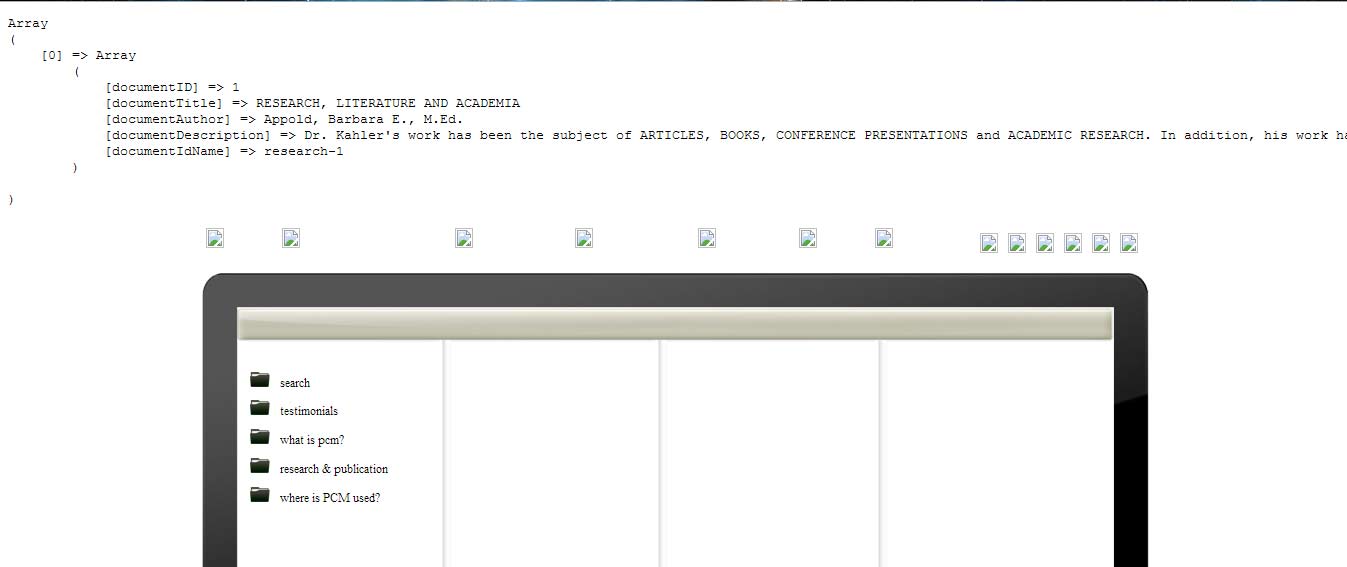 Array
(
[0] => Array
(
[documentID] => 1
[documentTitle] => RESEARCH, LITERATURE AND ACADEMIA
[documentAuthor] => Appold, Barbara E., M.Ed.
[documentDescription] => Dr. Kahler's work has been the subject of ARTICLES, BOOKS, CONFERENCE PRESENTATIONS and ACADEMIC RESEARCH. In addition, his work
[documentIdName] => research-1
)
)
search
testimonials
what is pcm?
research & publication
where is PCM used?